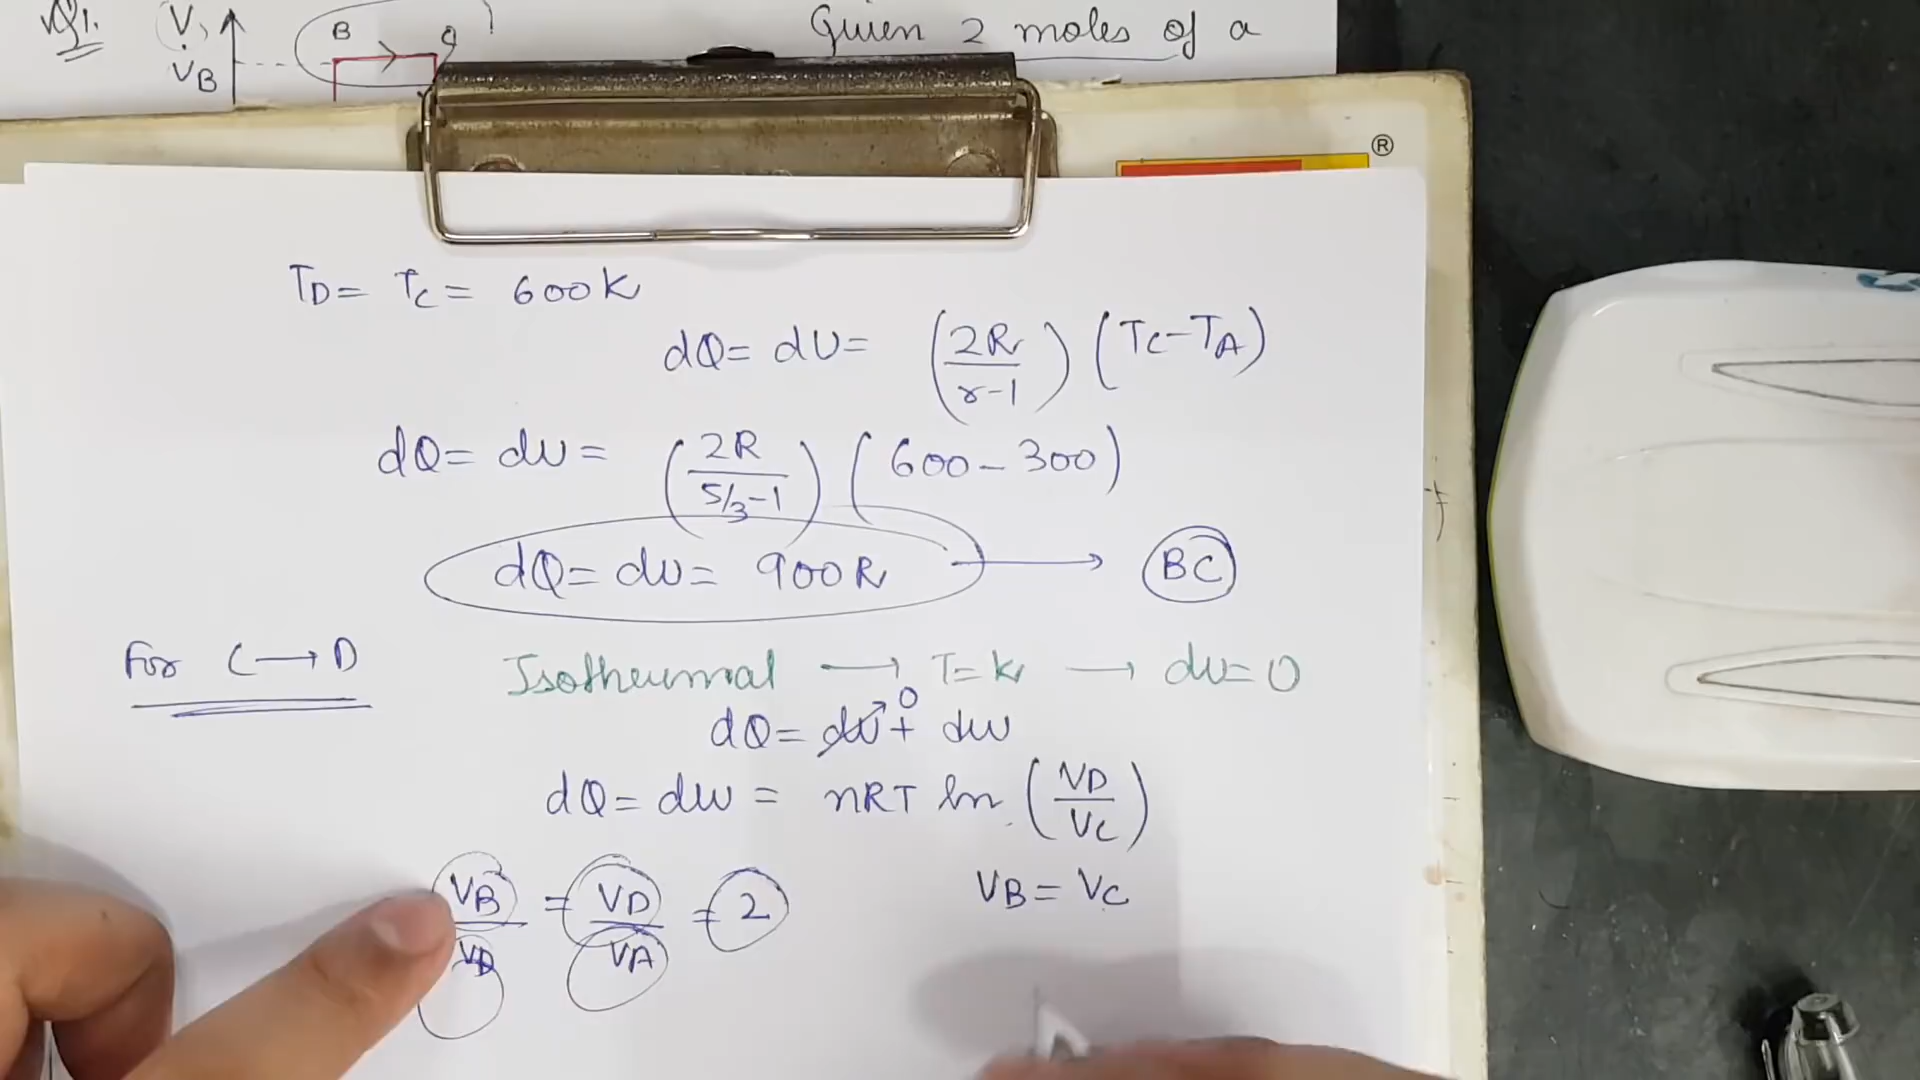 Q1.
V
B
Given 2 moles of a
VB
®
TD = TC = 600K
dQ = dU = (2R / γ-1) (TC - TA)
dQ = dU = (2R / 5/3-1) (600 - 300)
dQ = dU = 900R → BC
For C → D Isothermal → T = k → dU = 0
dQ = dU↗0 + dW
dQ = dW = nRT ln (VD / VC)
VB = VC
VB / VD = VD / VA = 2